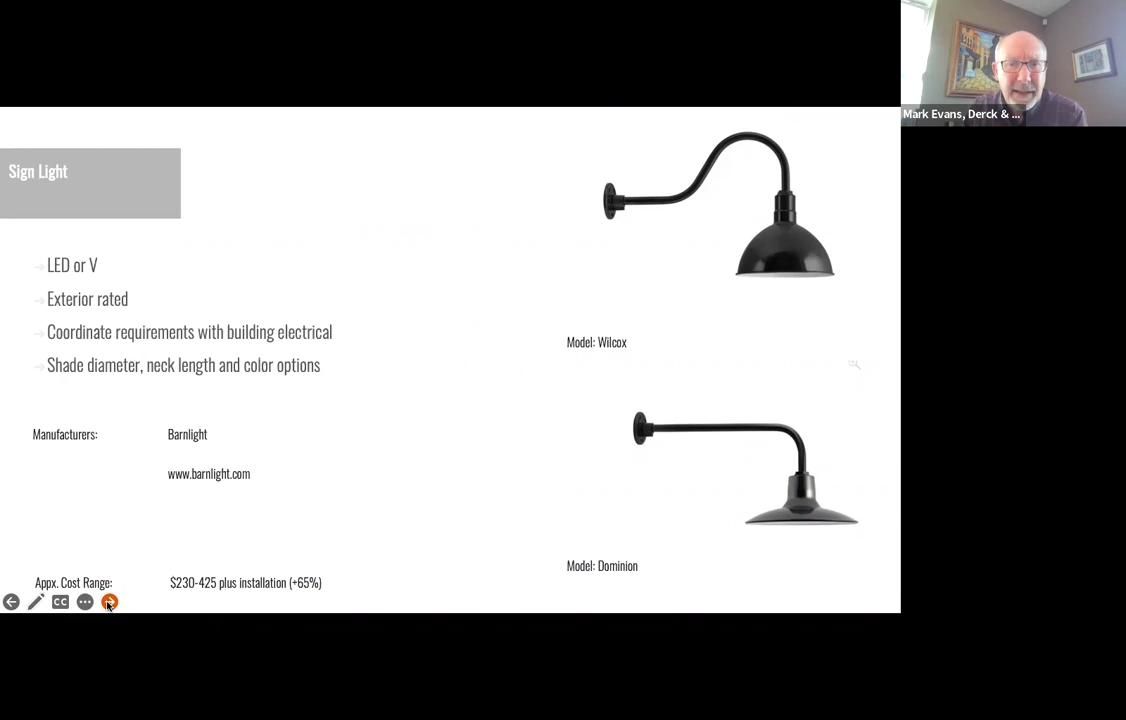 Mark Evans, Derck & ...
Sign Light
LED or V
Exterior rated
Coordinate requirements with building electrical
Shade diameter, neck length and color options
Manufacturers: Barnlight
www.barnlight.com
Appx. Cost Range: $230-425 plus installation (+65%)
Model: Wilcox
Model: Dominion
CC